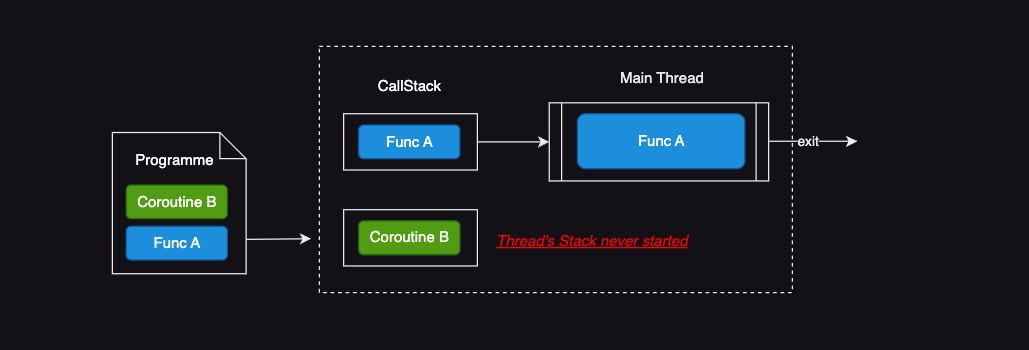 Programme
Coroutine B
Func A
CallStack
Func A
Coroutine B
Thread's Stack never started
Main Thread
Func A
exit